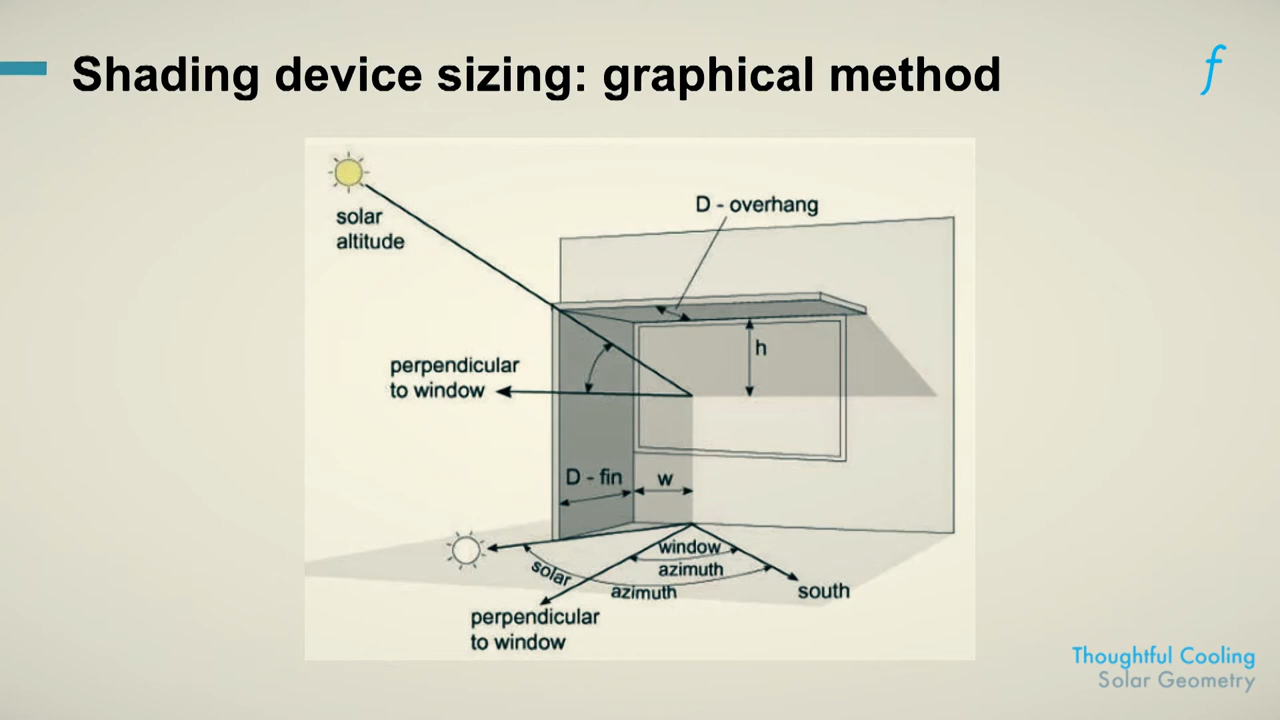 Shading device sizing: graphical method
f
solar
altitude
D - overhang
h
perpendicular
to window
D - fin
w
window
azimuth
solar
azimuth
south
perpendicular
to window
Thoughtful Cooling
Solar Geometry